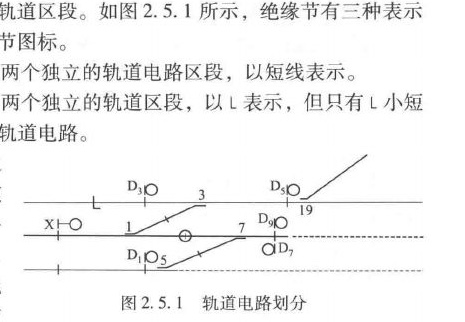 轨道区段。如图2.5.1所示，绝缘节有三种表示
节图标。
两个独立的轨道电路区段，以短线表示。
两个独立的轨道区段，以L表示，但只有L小短
轨道电路。
D3 3 D5 19
X 1 7 D9
D1 5 D7
图2.5.1 轨道电路划分